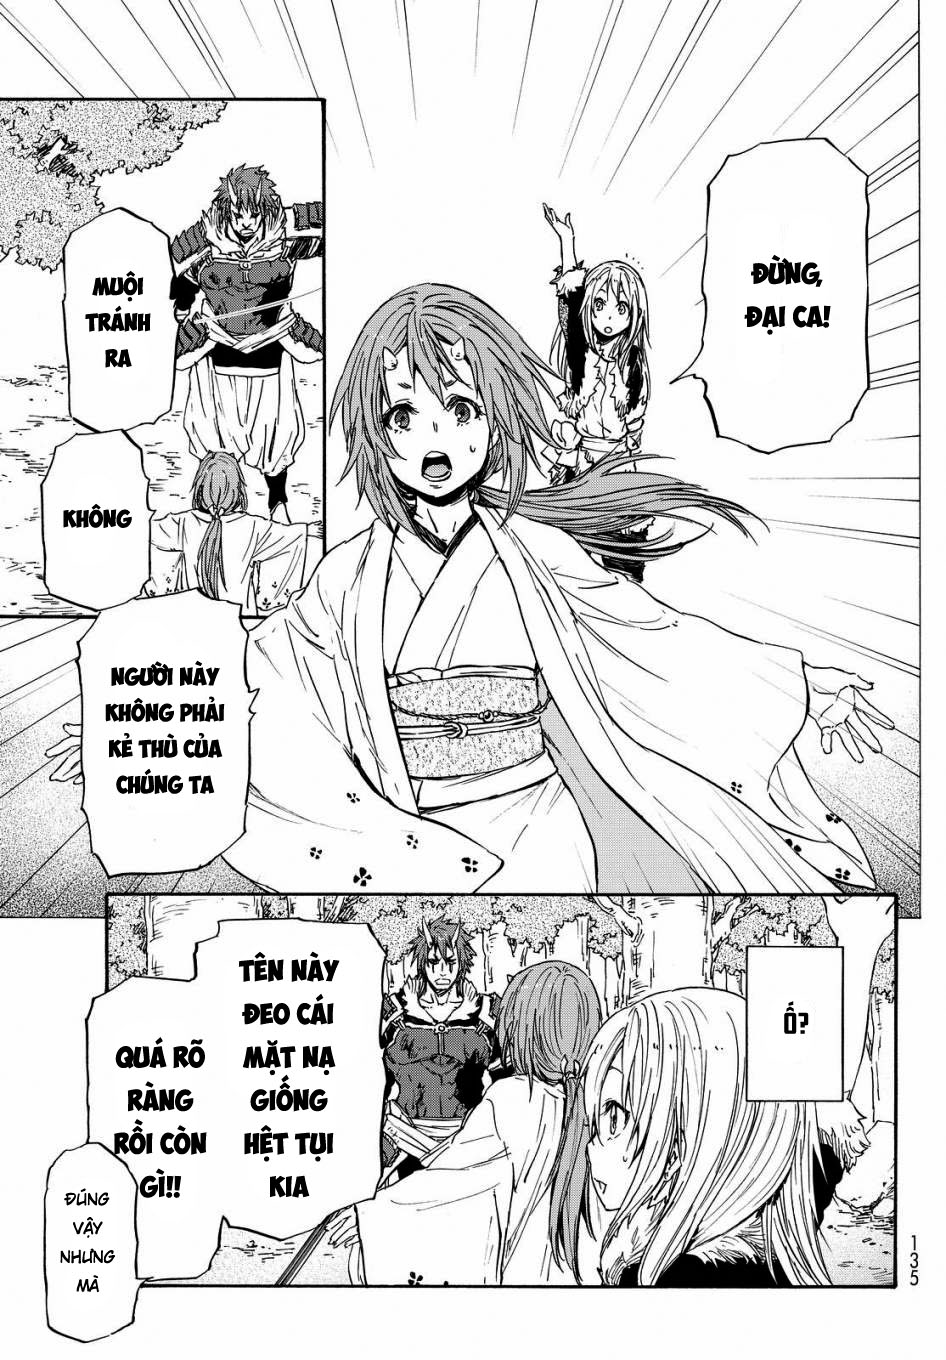 ĐỪNG,
ĐẠI CA!
MUỘI
TRÁNH
RA
KHÔNG
NGƯỜI NÀY
KHÔNG PHẢI
KẺ THÙ CỦA
CHÚNG TA
Ố?
TÊN NÀY
ĐEO CÁI
MẶT NẠ
GIỐNG
HỆT TỤI
KIA
QUÁ RÕ
RÀNG
RỒI CÒN
GÌ!!
ĐÚNG
VẬY
NHƯNG
MÀ
135